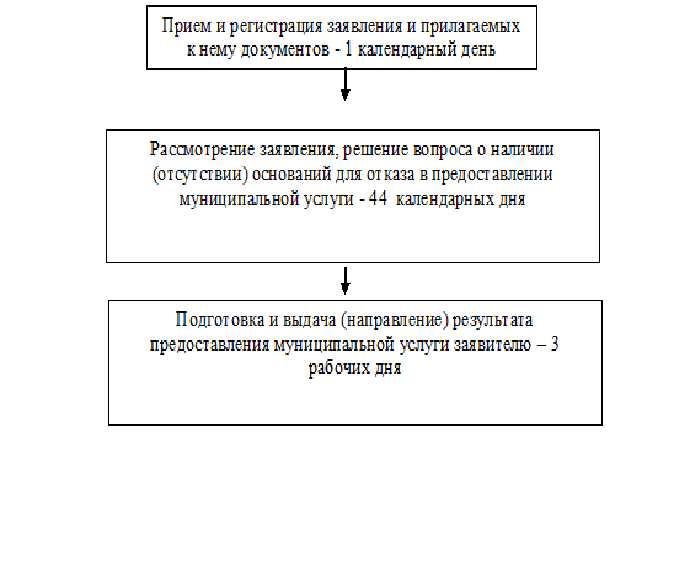 Прием и регистрация заявления и прилагаемых
к нему документов - 1 календарный день
Рассмотрение заявления, решение вопроса о наличии
(отсутствии) оснований для отказа в предоставлении
муниципальной услуги - 44 календарных дня
Подготовка и выдача (направление) результата
предоставления муниципальной услуги заявителю – 3
рабочих дня